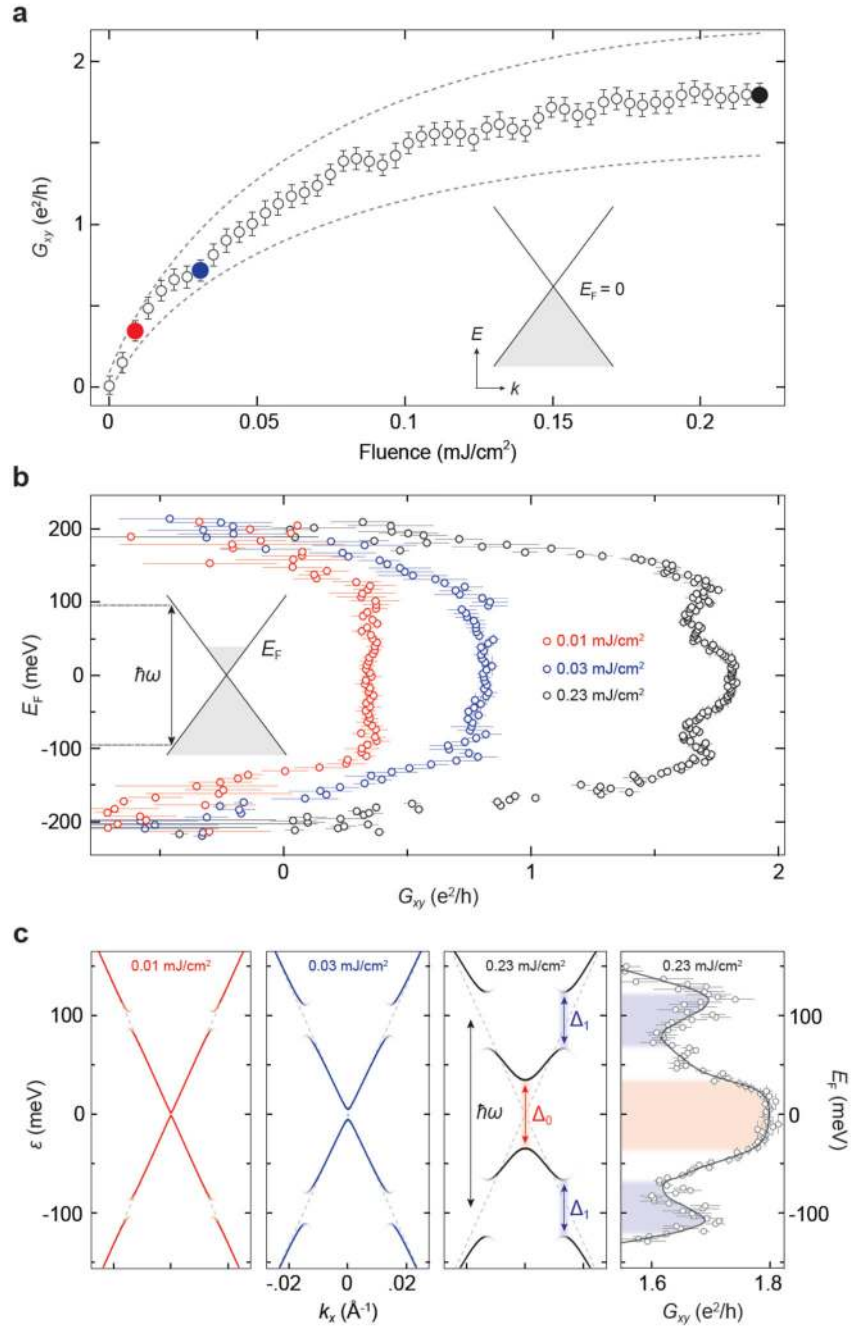 a
2
1
0
G_xy (e²/h)
E_F = 0
E
k
0
0.05
0.1
0.15
0.2
Fluence (mJ/cm²)
b
200
100
0
-100
-200
E_F (meV)
ħω
E_F
0.01 mJ/cm²
0.03 mJ/cm²
0.23 mJ/cm²
0
1
2
G_xy (e²/h)
c
0.01 mJ/cm²
0.03 mJ/cm²
0.23 mJ/cm²
0.23 mJ/cm²
100
0
-100
ε (meV)
ħω
Δ₁
Δ₀
Δ₁
100
0
-100
E_F (meV)
-.02
0
.02
k_x (Å⁻¹)
1.6
1.8
G_xy (e²/h)